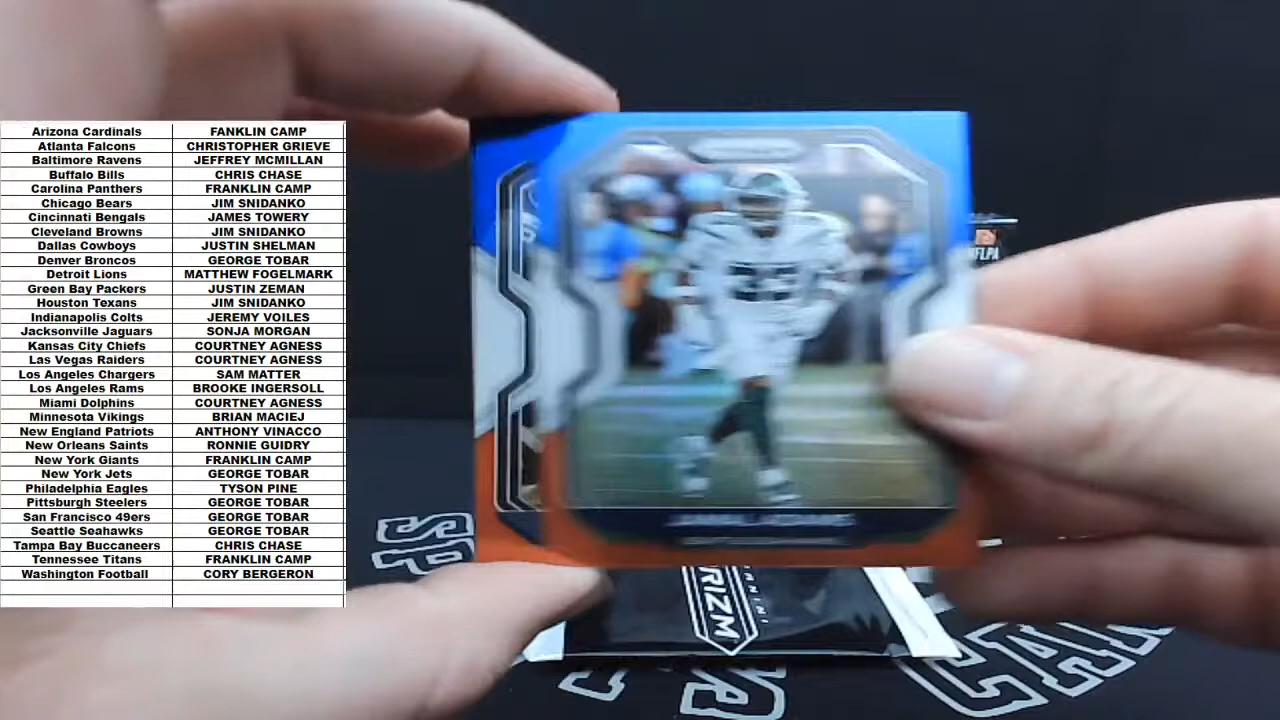 Arizona Cardinals FANKLIN CAMP
Atlanta Falcons CHRISTOPHER GRIEVE
Baltimore Ravens JEFFREY MCMILLAN
Buffalo Bills CHRIS CHASE
Carolina Panthers FRANKLIN CAMP
Chicago Bears JIM SNIDANKO
Cincinnati Bengals JAMES TOWERY
Cleveland Browns JIM SNIDANKO
Dallas Cowboys JUSTIN SHELMAN
Denver Broncos GEORGE TOBAR
Detroit Lions MATTHEW FOGELMARK
Green Bay Packers JUSTIN ZEMAN
Houston Texans JIM SNIDANKO
Indianapolis Colts JEREMY VOILES
Jacksonville Jaguars SONJA MORGAN
Kansas City Chiefs COURTNEY AGNESS
Las Vegas Raiders COURTNEY AGNESS
Los Angeles Chargers SAM MATTER
Los Angeles Rams BROOKE INGERSOLL
Miami Dolphins COURTNEY AGNESS
Minnesota Vikings BRIAN MACIEJ
New England Patriots ANTHONY VINACCO
New Orleans Saints RONNIE GUIDRY
New York Giants FRANKLIN CAMP
New York Jets GEORGE TOBAR
Philadelphia Eagles TYSON PINE
Pittsburgh Steelers GEORGE TOBAR
San Francisco 49ers GEORGE TOBAR
Seattle Seahawks GEORGE TOBAR
Tampa Bay Buccaneers CHRIS CHASE
Tennessee Titans FRANKLIN CAMP
Washington Football CORY BERGERON
JAMAL ADAMS
NFLPA
PANINI